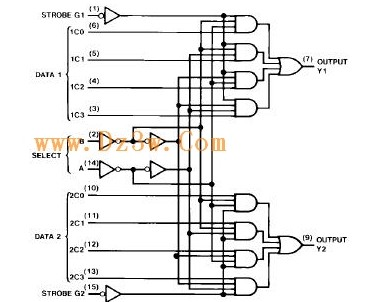 STROBE G1 (1)
(6)
1C0
(5)
1C1
DATA 1
(4)
1C2
(3)
1C3
(7) OUTPUT
Y1
www.Dz3w.Com
B (2)
SELECT
A (14)
(10)
2C0
(11)
2C1
DATA 2
(12)
2C2
(13)
2C3
(9) OUTPUT
Y2
STROBE G2 (15)